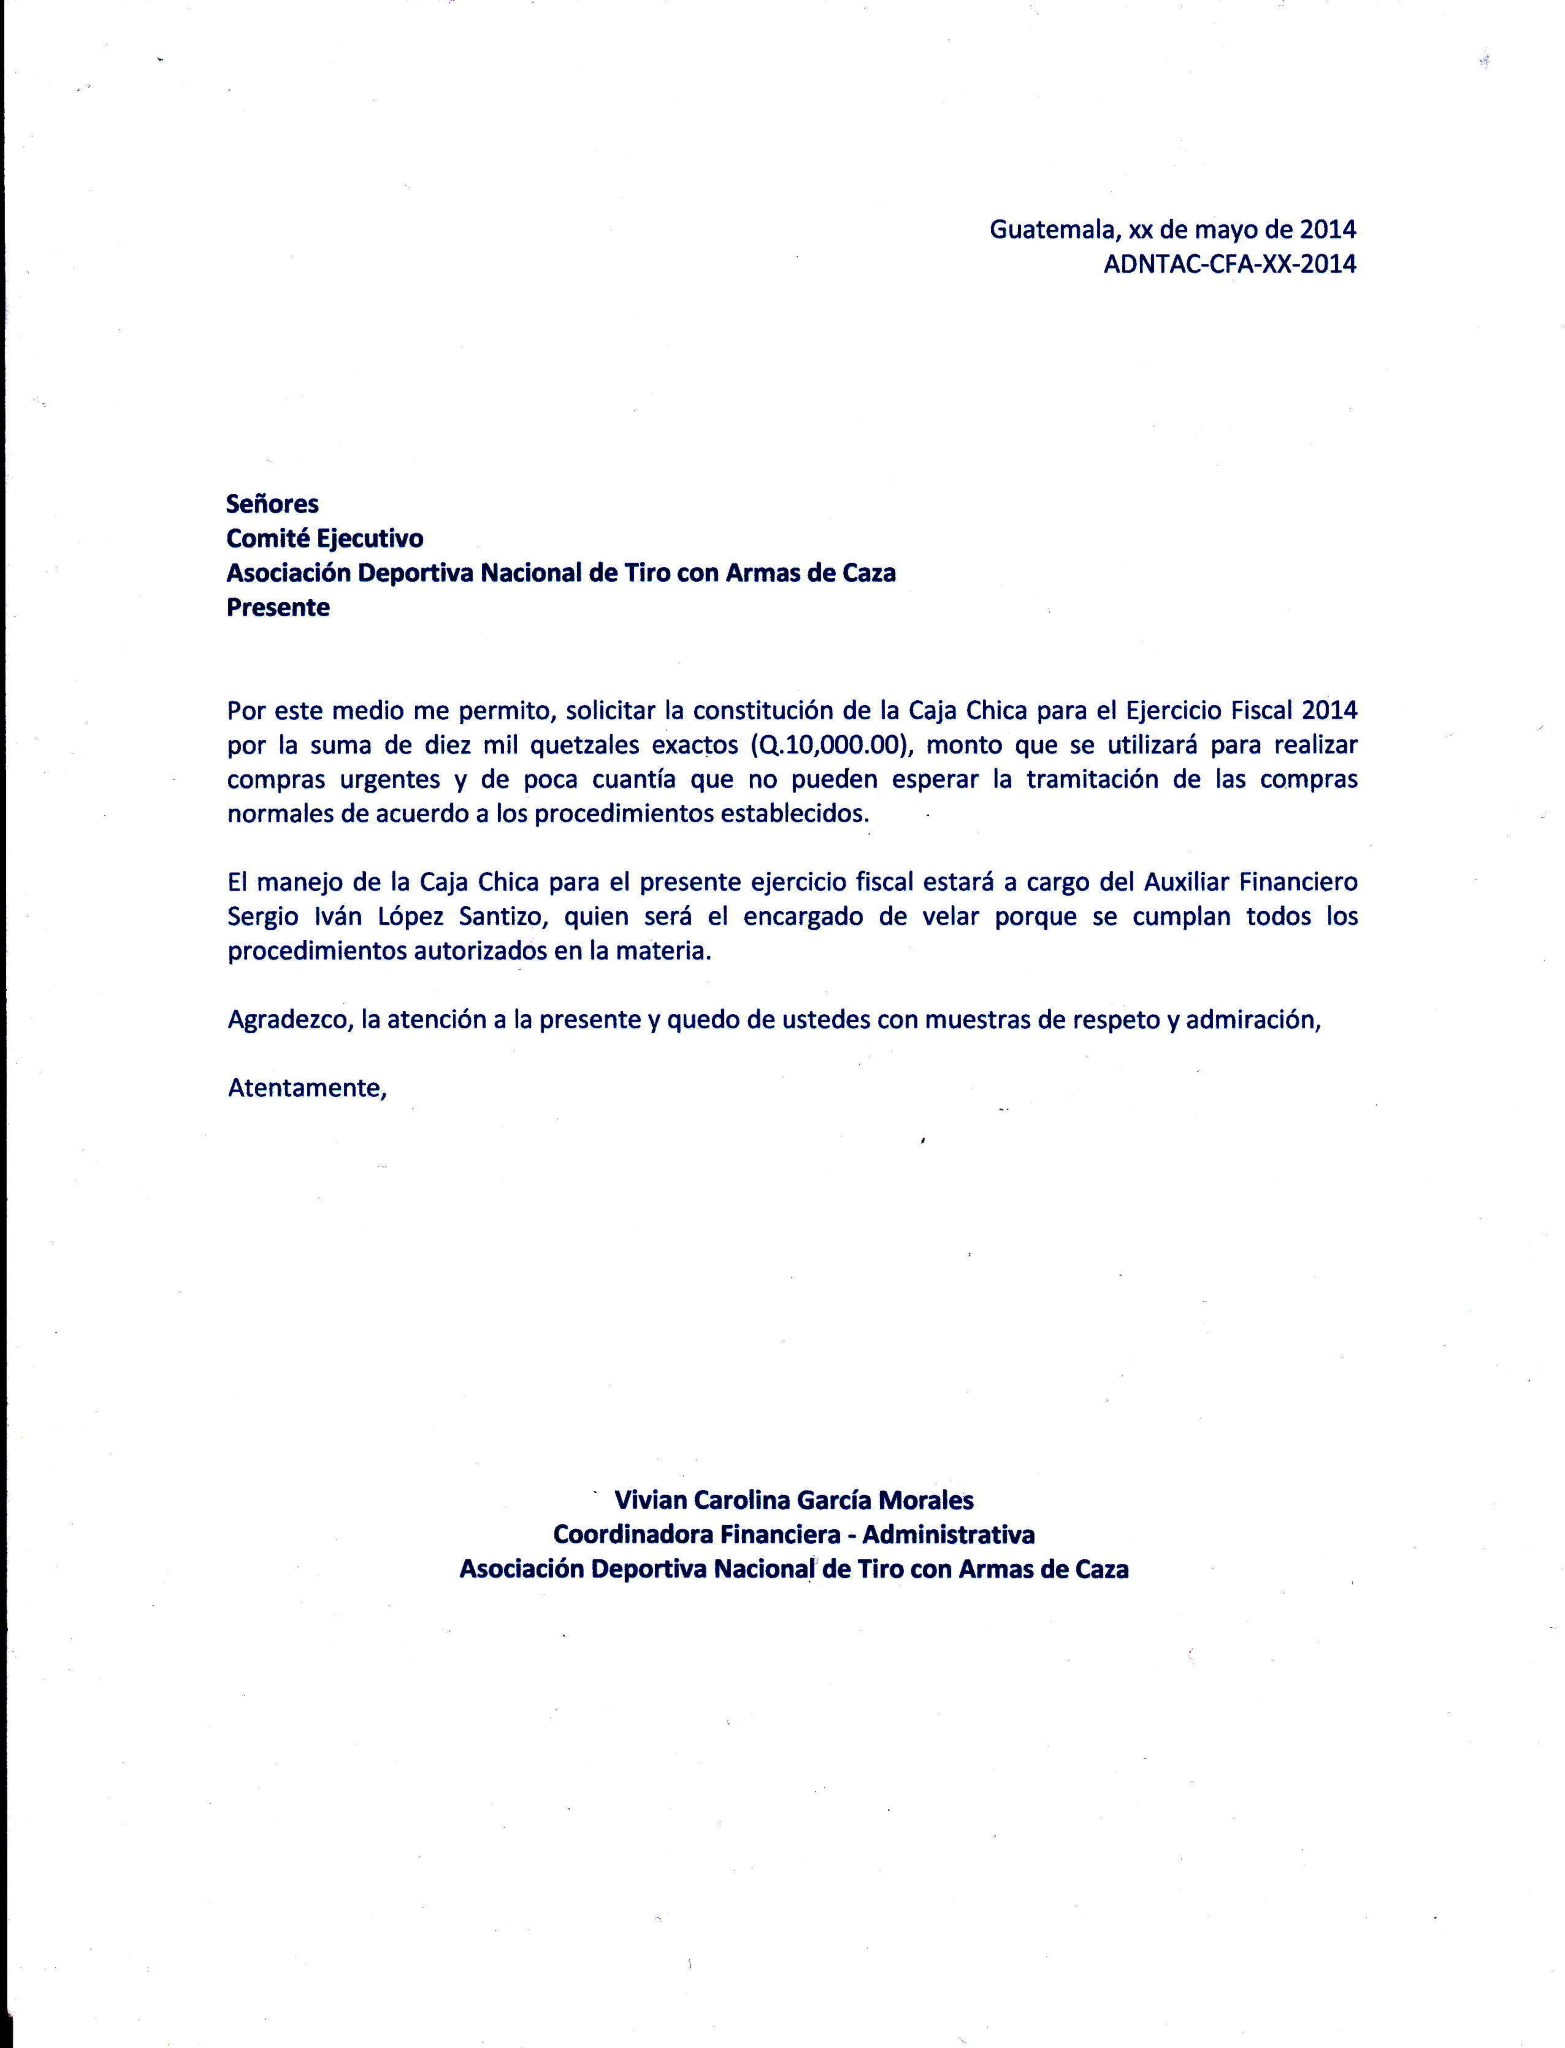 Guatemala, xx de mayo de 2014
ADNTAC-CFA-XX-2014
Señores
Comité Ejecutivo
Asociación Deportiva Nacional de Tiro con Armas de Caza
Presente
Por este medio me permito, solicitar la constitución de la Caja Chica para el Ejercicio Fiscal 2014
por la suma de diez mil quetzales exactos (Q.10,000.00), monto que se utilizará para realizar
compras urgentes y de poca cuantía que no pueden esperar la tramitación de las compras
normales de acuerdo a los procedimientos establecidos.
El manejo de la Caja Chica para el presente ejercicio fiscal estará a cargo del Auxiliar Financiero
Sergio Iván López Santizo, quien será el encargado de velar porque se cumplan todos los
procedimientos autorizados en la materia.
Agradezco, la atención a la presente y quedo de ustedes con muestras de respeto y admiración,
Atentamente,
Vivian Carolina García Morales
Coordinadora Financiera - Administrativa
Asociación Deportiva Nacional de Tiro con Armas de Caza